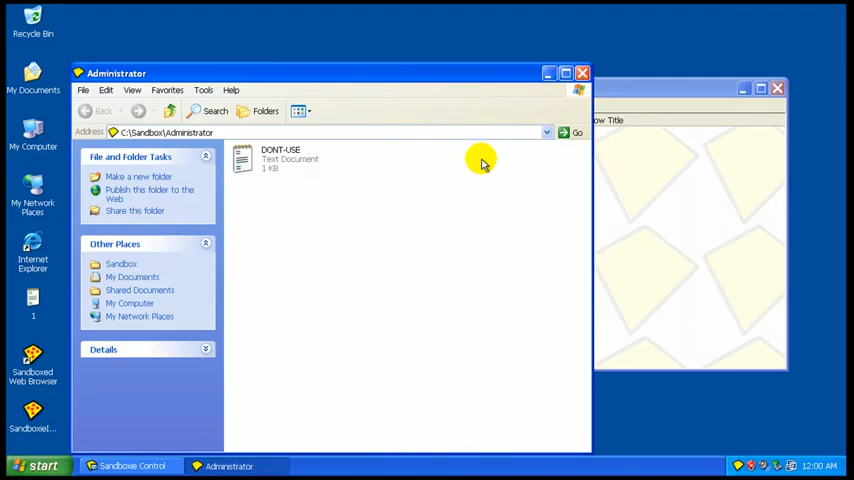 Recycle Bin
My Documents
My Computer
My Network
Places
Internet
Explorer
1
Sandboxed
Web Browser
SandboxieI...
Administrator
File Edit View Favorites Tools Help
Back Search Folders
Address C:\Sandbox\Administrator Go
File and Folder Tasks
Make a new folder
Publish this folder to the
Web
Share this folder
Other Places
Sandbox
My Documents
Shared Documents
My Computer
My Network Places
Details
DONT-USE
Text Document
1 KB
ow Title
start Sandboxie Control Administrator 12:00 AM